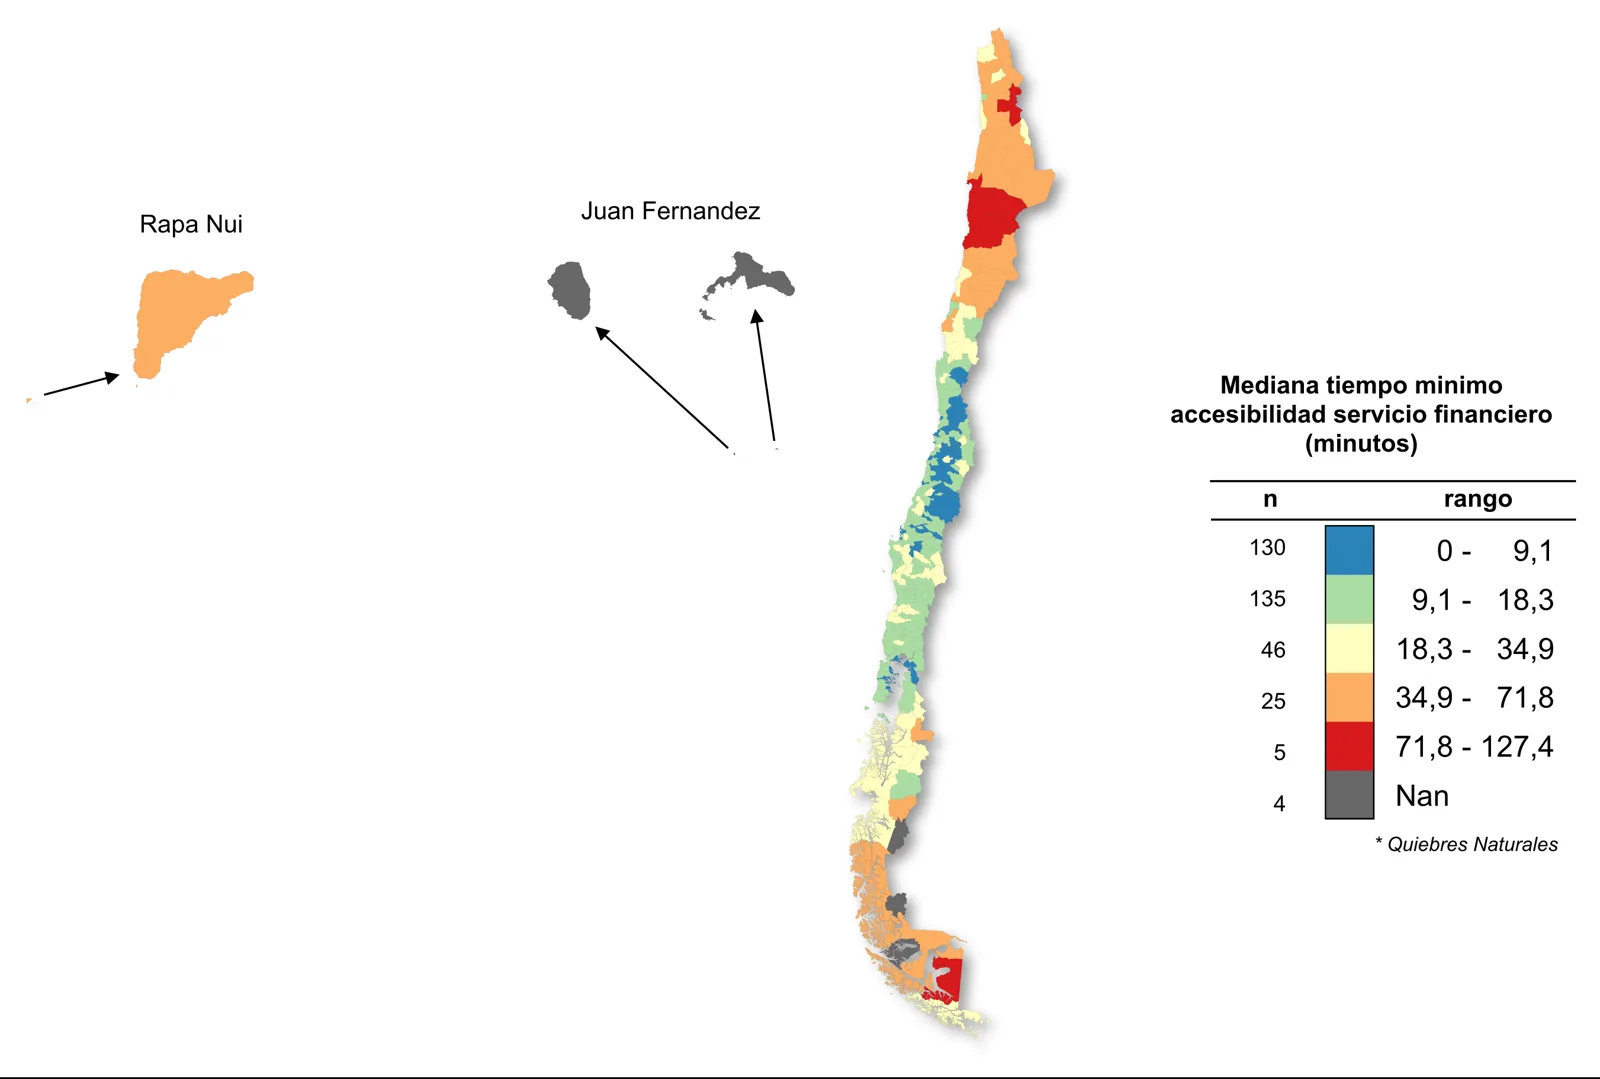 Rapa Nui
Juan Fernandez
Mediana tiempo minimo
accesibilidad servicio financiero
(minutos)
n rango
130 0 - 9,1
135 9,1 - 18,3
46 18,3 - 34,9
25 34,9 - 71,8
5 71,8 - 127,4
4 Nan
* Quiebres Naturales